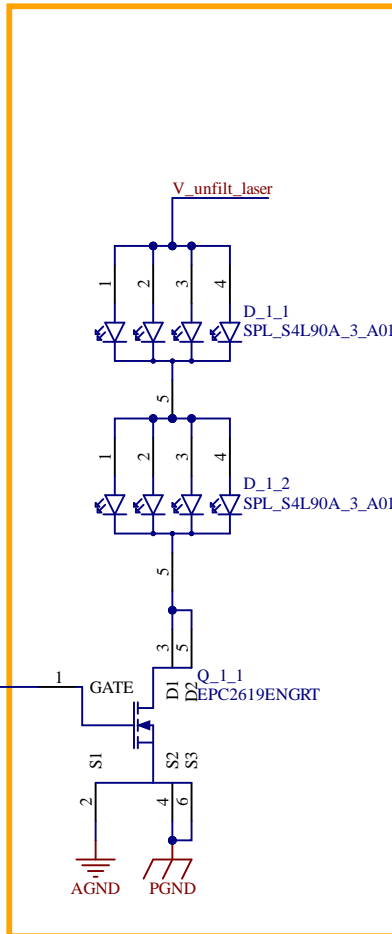 V_unfilt_laser
1
2
3
4
D_1_1
SPL_S4L90A_3_A01
5
1
2
3
4
D_1_2
SPL_S4L90A_3_A01
5
3
5
1
GATE
D1
D2
Q_1_1
EPC2619ENGRT
S1
S2
S3
2
4
6
AGND
PGND